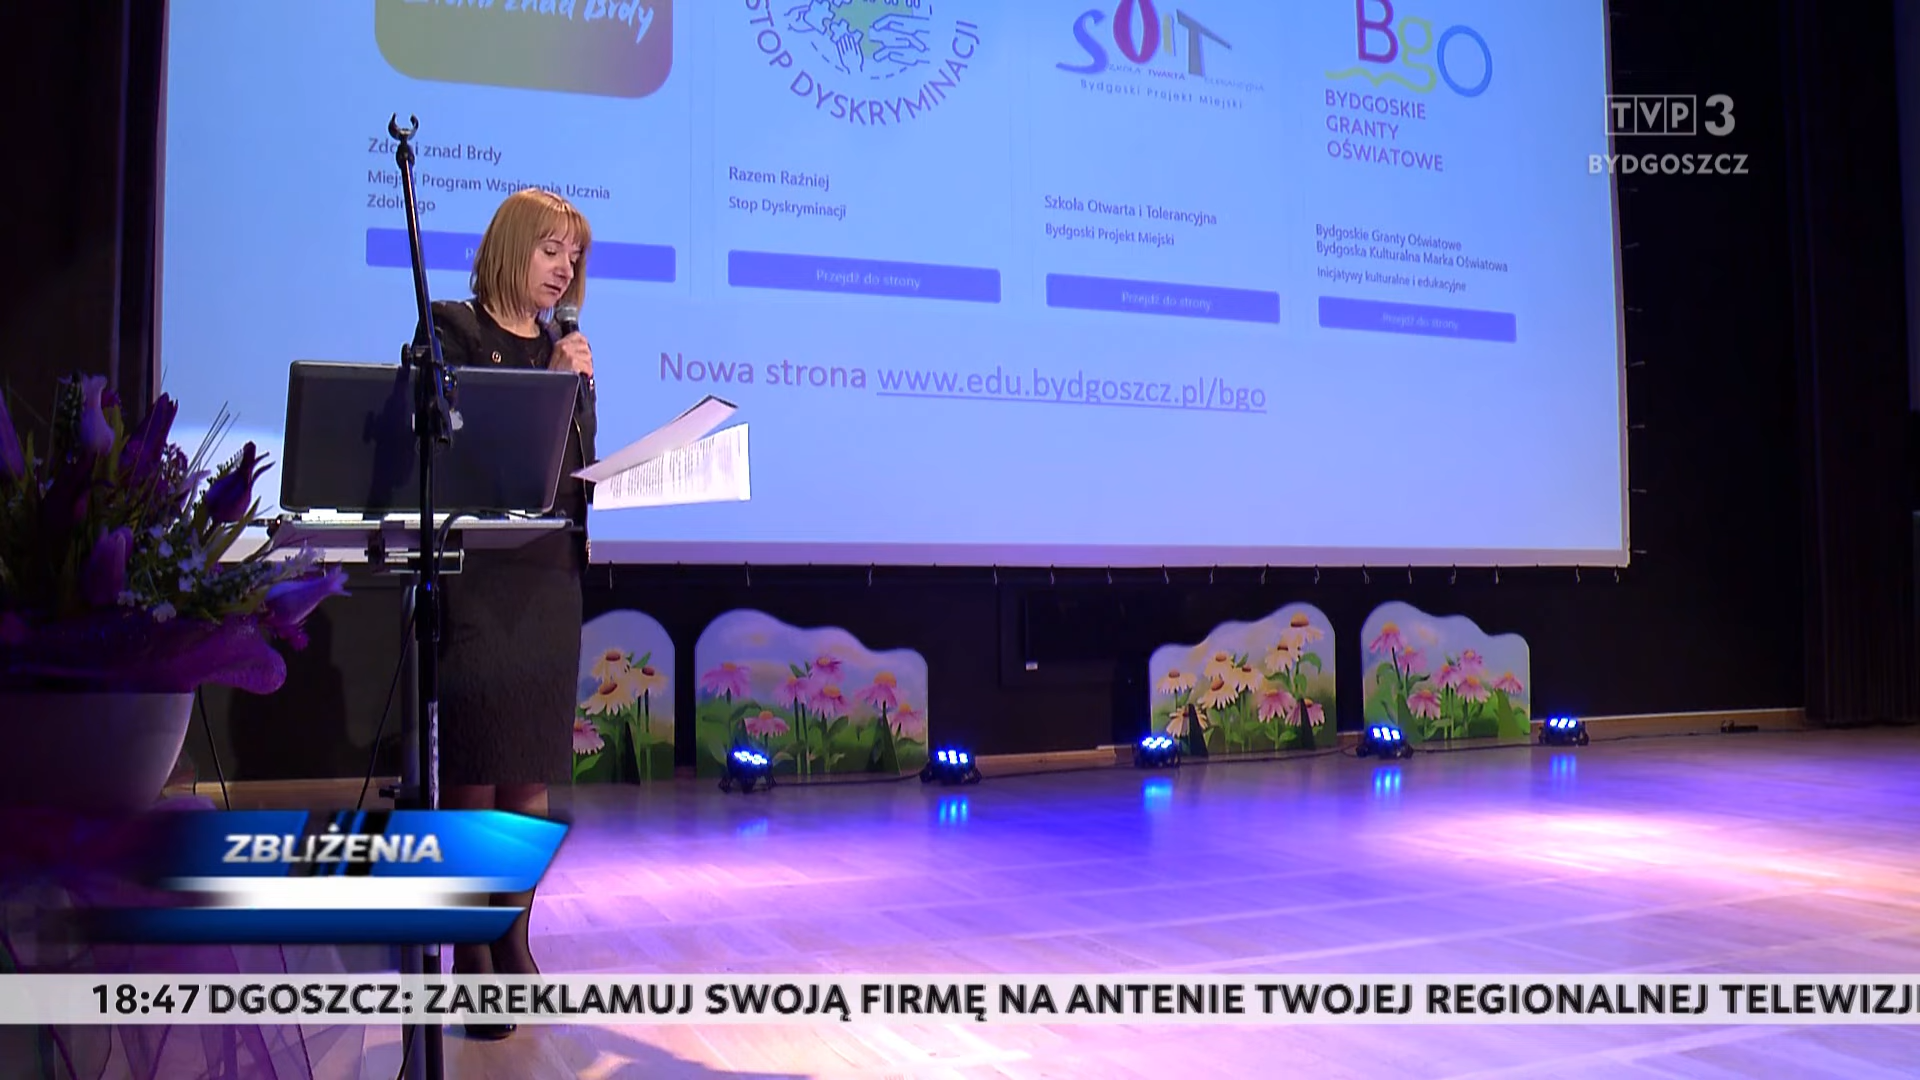 znad Brdy
STOP DYSKRYMINACJI
SOiT
Bydgoski Projekt Miejski
Bgo
BYDGOSKIE
GRANTY
OŚWIATOWE
TVP 3
BYDGOSZCZ
znad Brdy
Program Wspierania Ucznia
Razem Raźniej
Stop Dyskryminacji
Przejdź do strony
Szkoła Otwarta i Tolerancyjna
Bydgoski Projekt Miejski
Przejdź do strony
Bydgoskie Granty Oświatowe
Bydgoska Kulturalna Marka Oświatowa
Inicjatywy kulturalne i edukacyjne
Przejdź do strony
Nowa strona www.edu.bydgoszcz.pl/bgo
ZBLIŻENIA
18:47 DGOSZCZ: ZAREKLAMUJ SWOJĄ FIRMĘ NA ANTENIE TWOJEJ REGIONALNEJ TELEWIZJI